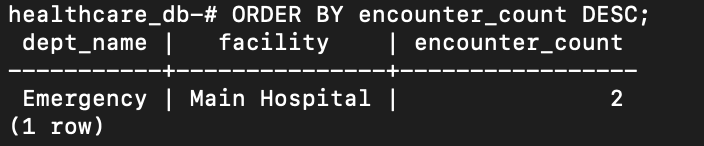 healthcare_db-# ORDER BY encounter_count DESC;
 dept_name |   facility    | encounter_count
-----------+---------------+-----------------
 Emergency | Main Hospital |               2
(1 row)